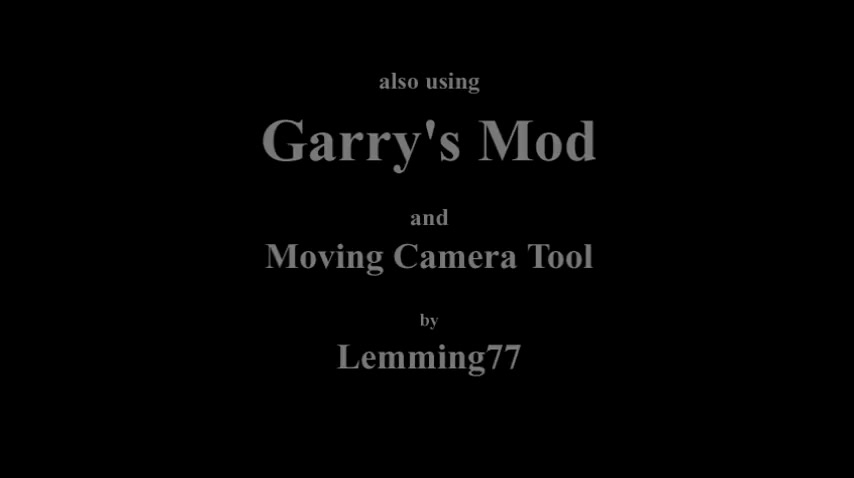 also using
Garry's Mod
and
Moving Camera Tool
by
Lemming77